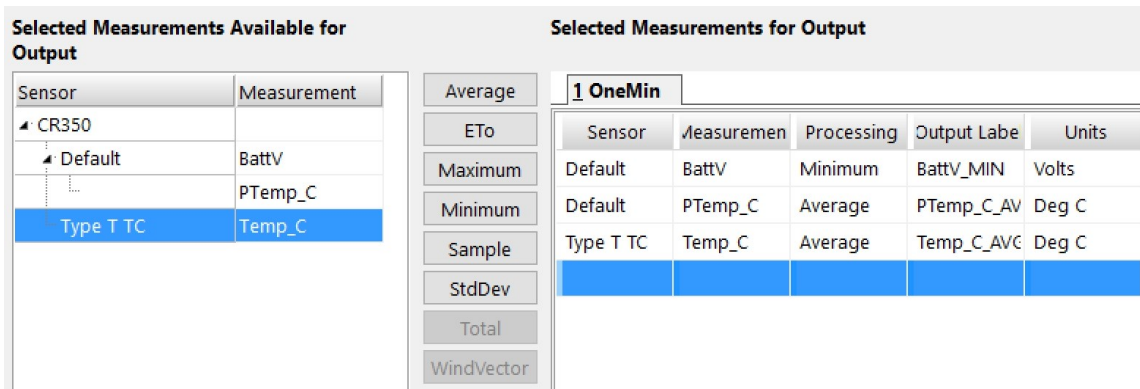 Selected Measurements Available for
Output
Sensor Measurement
CR350
Default BattV
PTemp_C
Type T TC Temp_C
Average
ETo
Maximum
Minimum
Sample
StdDev
Total
WindVector
Selected Measurements for Output
1 OneMin
Sensor Measuremen Processing Output Labe Units
Default BattV Minimum BattV_MIN Volts
Default PTemp_C Average PTemp_C_AV Deg C
Type T TC Temp_C Average Temp_C_AVG Deg C